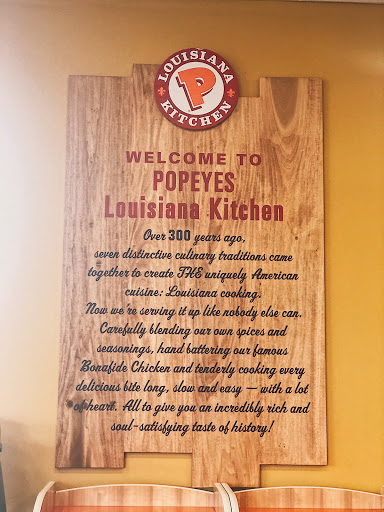 LOUISIANA
P
KITCHEN
WELCOME TO
POPEYES
Louisiana Kitchen
Over 300 years ago,
seven distinctive culinary traditions came
together to create THE uniquely American
cuisine: Louisiana cooking.
Now we're serving it up like nobody else can.
Carefully blending our own spices and
seasonings, hand battering our famous
Bonafide Chicken and tenderly cooking every
delicious bite long, slow and easy — with a lot
of heart. All to give you an incredibly rich and
soul-satisfying taste of history!